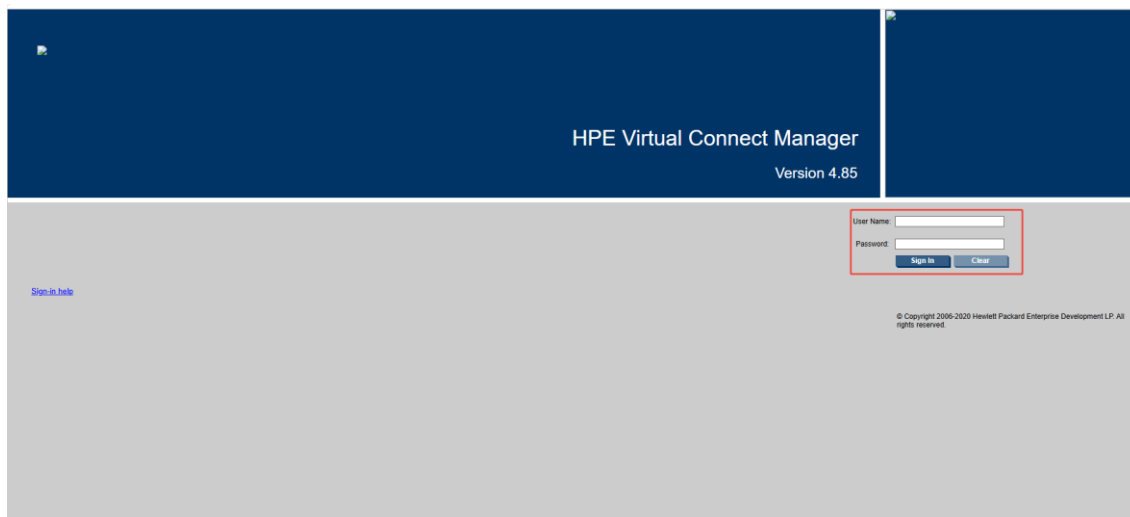 HPE Virtual Connect Manager
Version 4.85
User Name:
Password:
Sign In
Clear
Sign-in help
© Copyright 2006-2020 Hewlett Packard Enterprise Development LP. All
rights reserved.